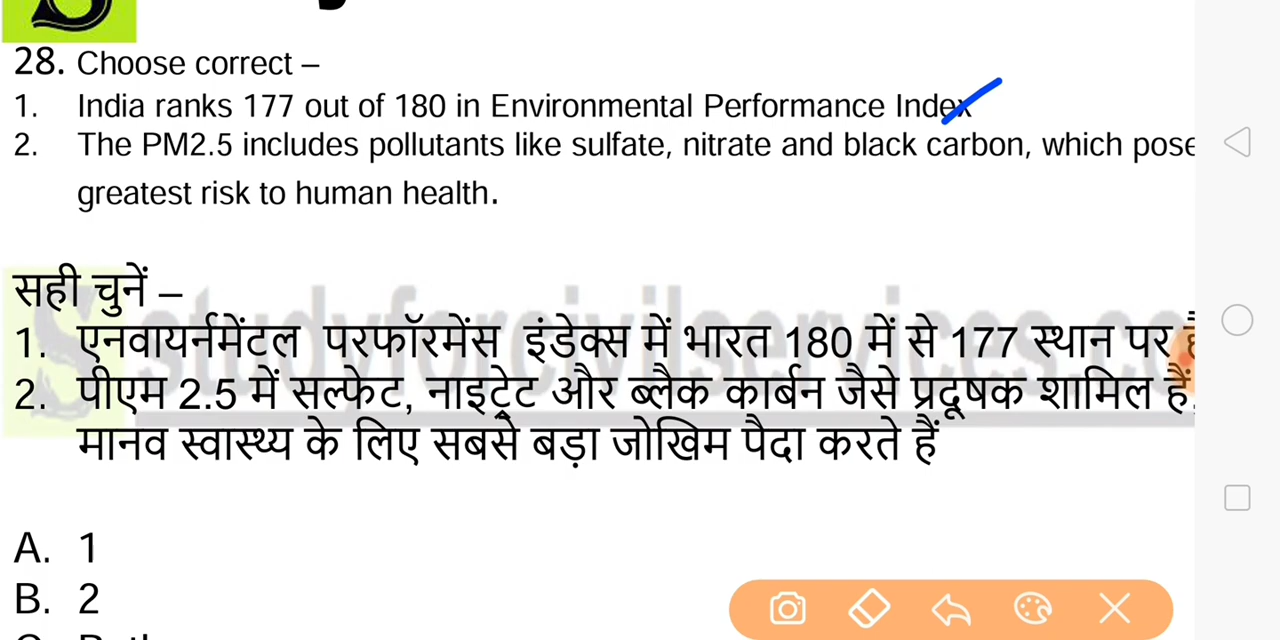 28. Choose correct –
1. India ranks 177 out of 180 in Environmental Performance Index
2. The PM2.5 includes pollutants like sulfate, nitrate and black carbon, which pose
greatest risk to human health.
studyforcivilservices.co
सही चुनें –
1. एनवायर्नमेंटल परफॉरमेंस इंडेक्स में भारत 180 में से 177 स्थान पर
2. पीएम 2.5 में सल्फेट, नाइट्रेट और ब्लैक कार्बन जैसे प्रदूषक शामिल हैं,
मानव स्वास्थ्य के लिए सबसे बड़ा जोखिम पैदा करते हैं
A. 1
B. 2